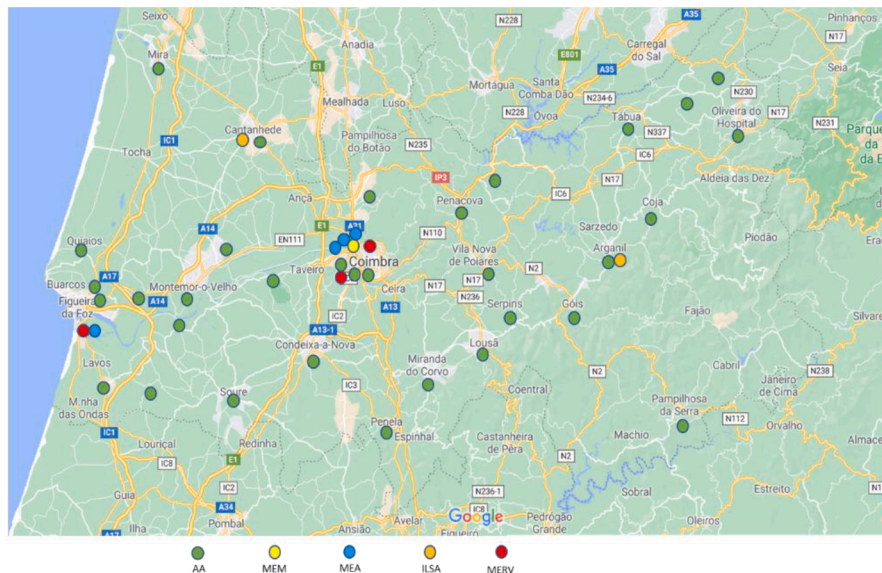 Seixo
Mira
Anadia
Mealhada
Luso
Mortágua
N228
A35
Santa
Comba Dão
E801
A35
Carregal
do Sal
Pinhanços
N17
Seia
N228
N234-6
Óvoa
N230
Oliveira do
Hospital
N17
N231
Tábua
N337
IC6
Cantanhede
Pampilhosa
do Botão
N235
IC1
Tocha
IP3
N17
IC6
Aldeia das Dez
Ançã
Penacova
Coja
E1
A14
EN111
N110
Sarzedo
Piodão
Quiaios
Coimbra
Vila Nova
de Poiares
Arganil
N2
Taveiro
A17
Buarcos
Montemor-o-Velho
Ceira
N17
N17
Figueira
da Foz
A14
N236
A13
Serpins
Góis
Fajão
IC2
A13-1
Condeixa-a-Nova
Lousã
Lavos
Miranda
do Corvo
Cabril
N238
N2
Janeiro
de Cima
M.nha
das Ondas
Soure
IC3
Coentral
Pampilhosa
da Serra
N112
Orvalho
IC1
Penela
Espinhal
Castanheira
de Pêra
Machio
Louriçal
Redinha
N2
E1
IC8
IC2
Guia
A34
N236-1
Sobral
Estreito
Google
IC8
Ilha
Pombal
Ansião
Avelar
Pedrógão
Grande
Oleiros
A17
AA MEM MEA ILSA MERV